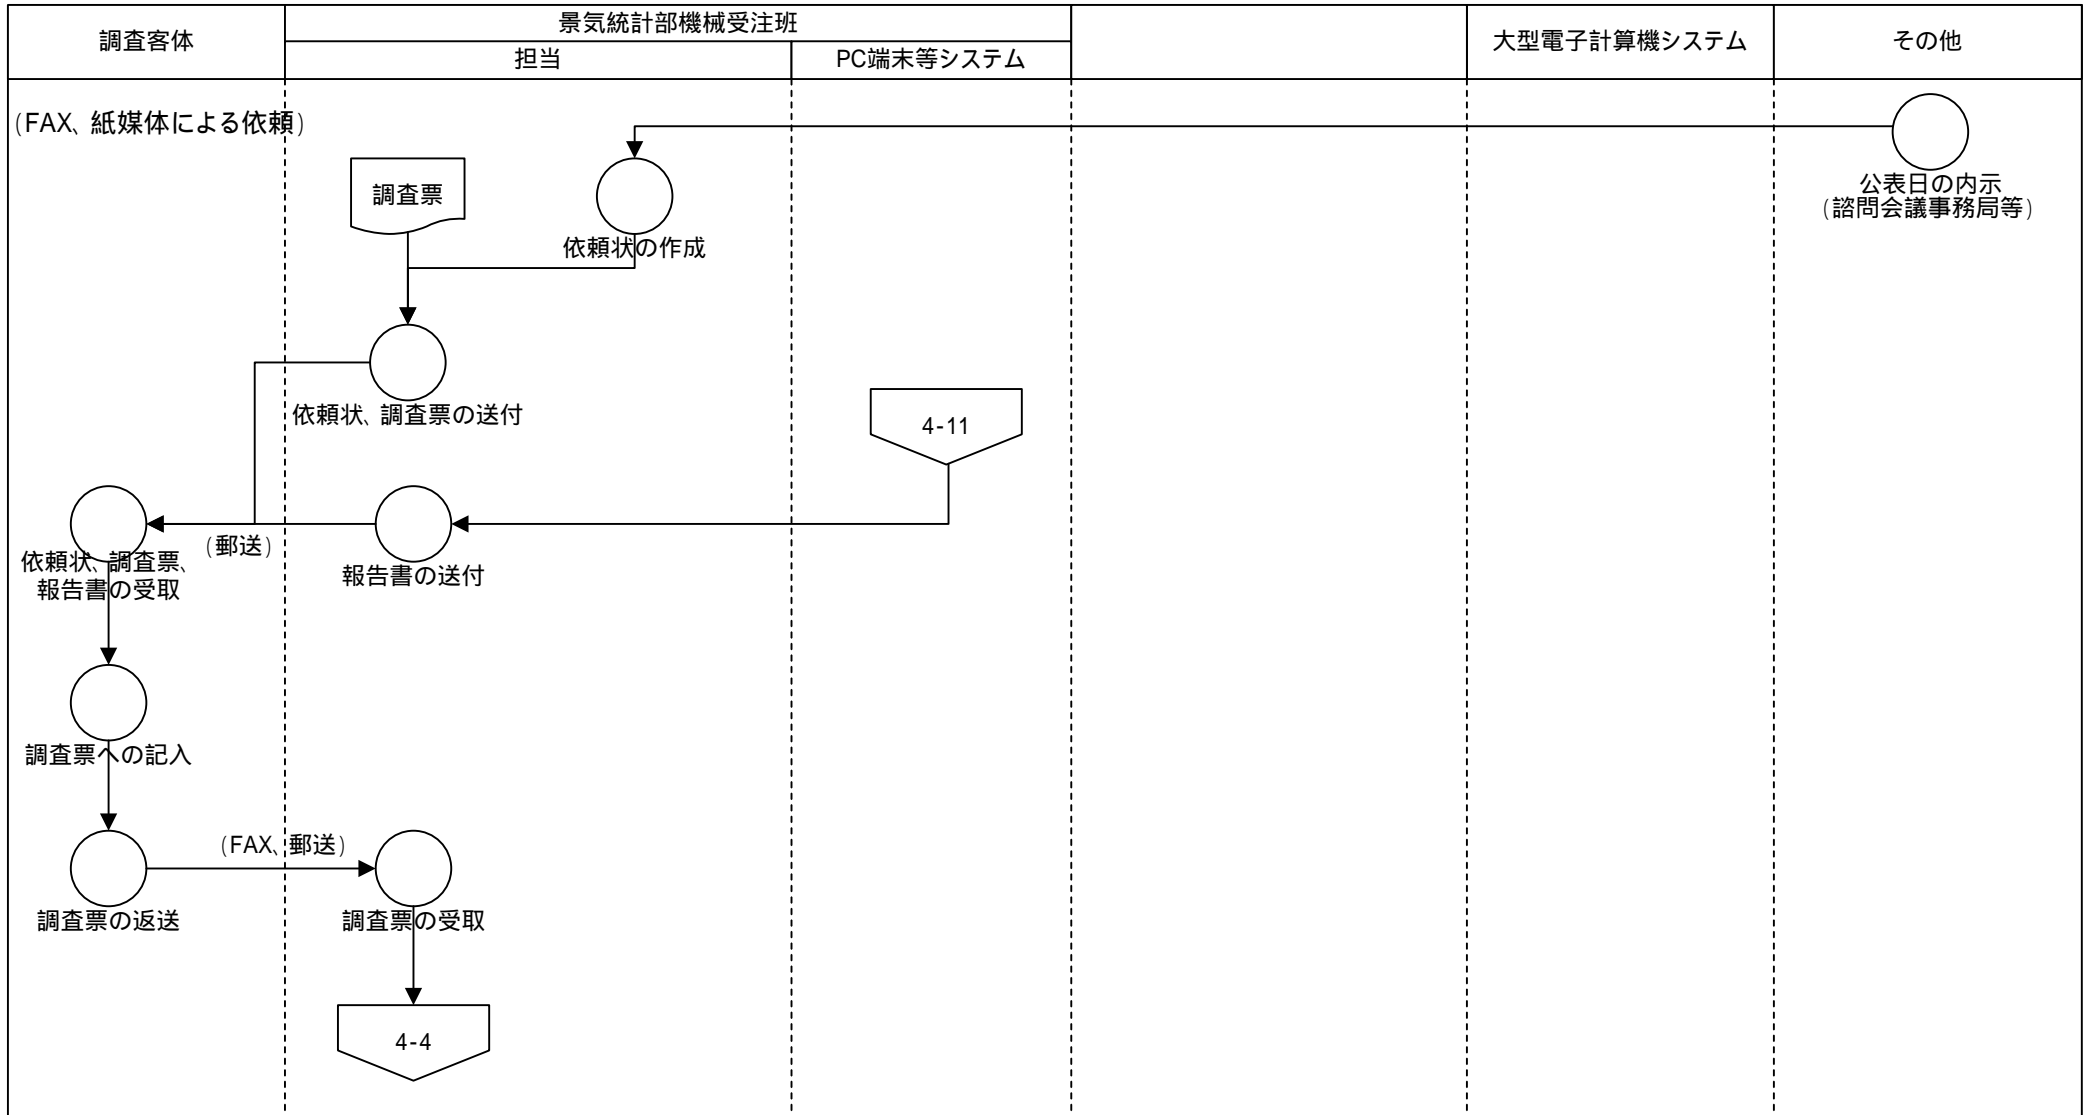 調査客体
景気統計部機械受注班
担当
PC端末等システム
大型電子計算機システム
その他
(FAX、紙媒体による依頼)
調査票
依頼状の作成
公表日の内示
(諮問会議事務局等)
依頼状、調査票の送付
4-11
(郵送)
依頼状、調査票、
報告書の受取
報告書の送付
調査票への記入
(FAX、郵送)
調査票の返送
調査票の受取
4-4